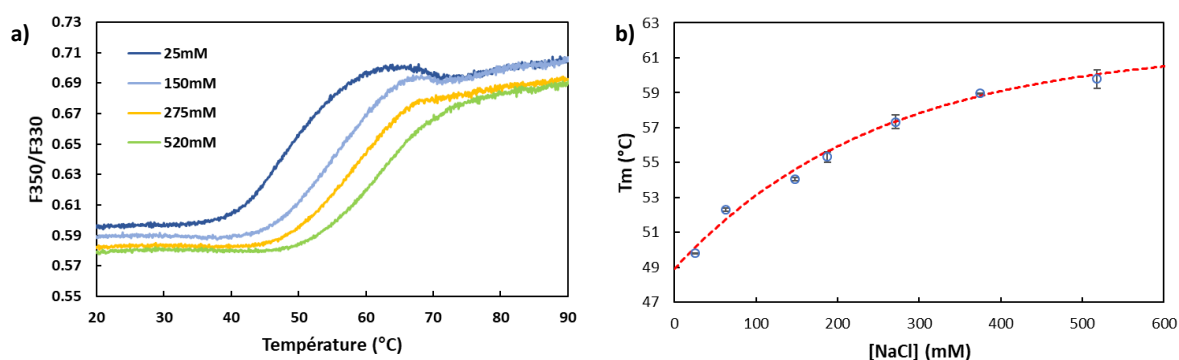 a)
F350/F330
0.73
0.71
0.69
0.67
0.65
0.63
0.61
0.59
0.57
0.55
25mM
150mM
275mM
520mM
20 30 40 50 60 70 80 90
Température (°C)
b)
Tm (°C)
63
61
59
57
55
53
51
49
47
0 100 200 300 400 500 600
[NaCl] (mM)